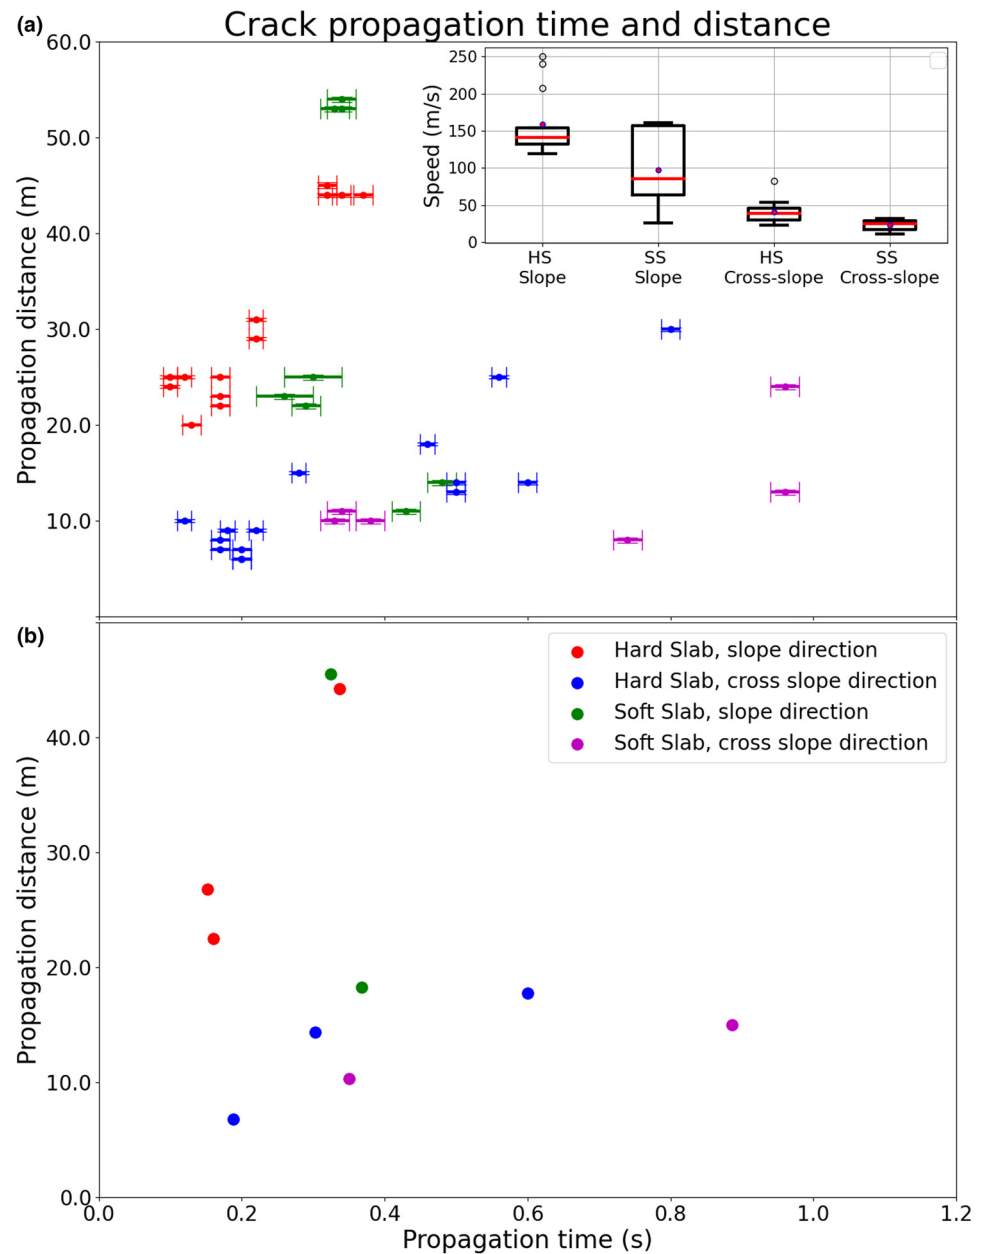 (a)
Crack propagation time and distance
60.0
50.0
40.0
30.0
20.0
10.0
Propagation distance (m)
250
200
150
100
50
0
Speed (m/s)
HS
Slope
SS
Slope
HS
Cross-slope
SS
Cross-slope
(b)
Hard Slab, slope direction
Hard Slab, cross slope direction
Soft Slab, slope direction
Soft Slab, cross slope direction
40.0
30.0
20.0
10.0
0.0
Propagation distance (m)
0.0 0.2 0.4 0.6 0.8 1.0 1.2
Propagation time (s)